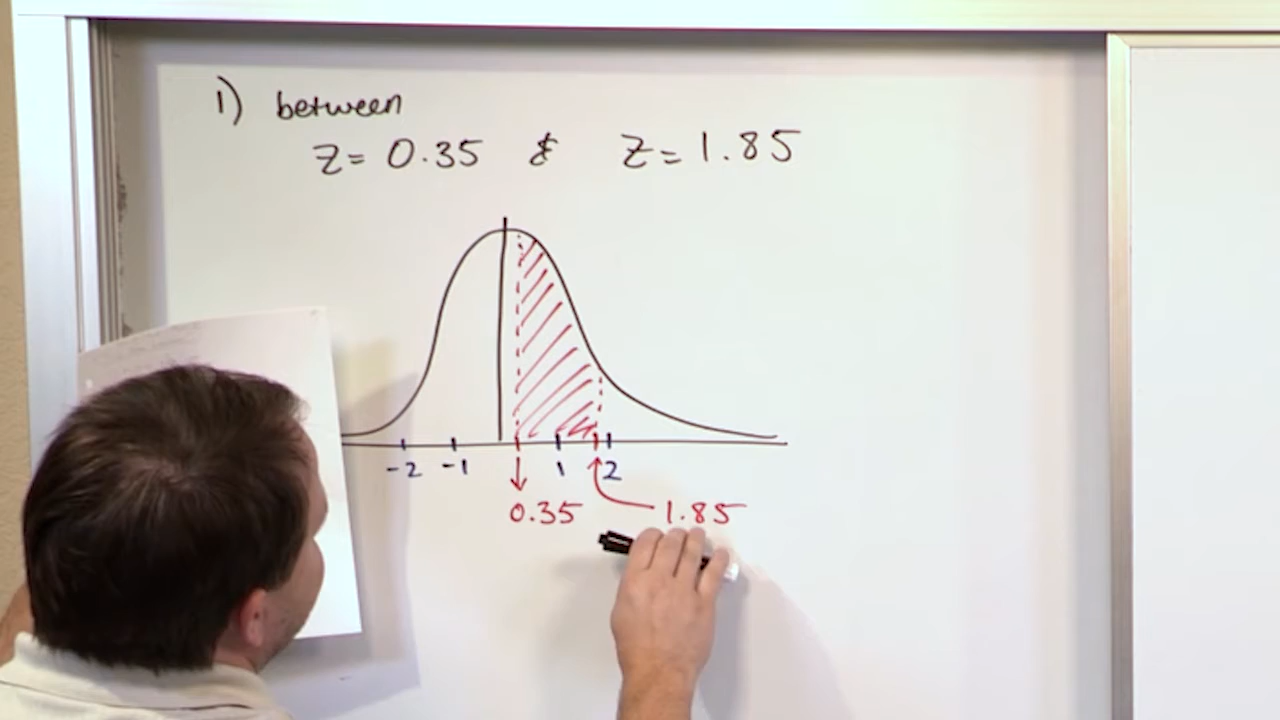 1) between
Z= 0.35 & Z= 1.85
-2 -1 1 2
0.35 1.85